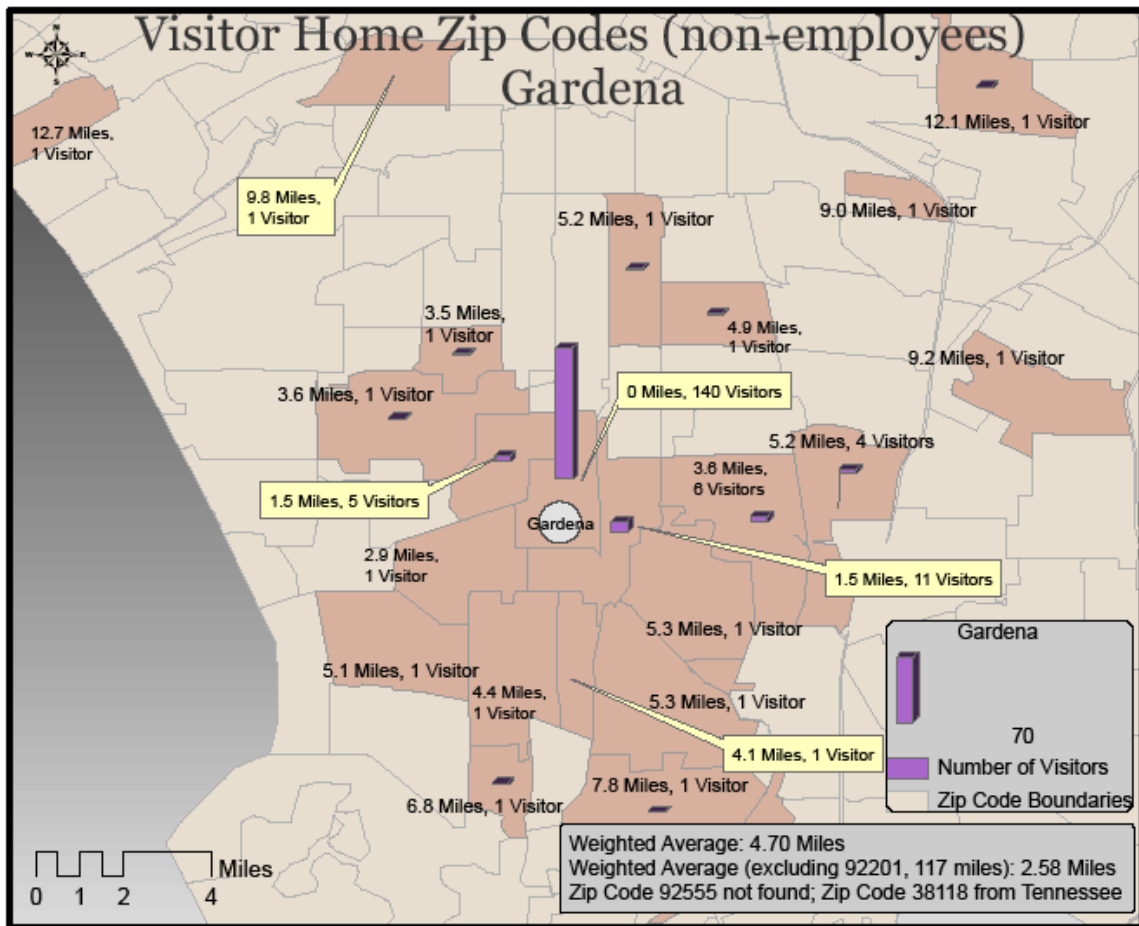 Visitor Home Zip Codes (non-employees)
Gardena
N
W
E
S
12.7 Miles,
1 Visitor
12.1 Miles, 1 Visitor
9.8 Miles,
1 Visitor
9.0 Miles, 1 Visitor
5.2 Miles, 1 Visitor
3.5 Miles,
1 Visitor
4.9 Miles,
1 Visitor
9.2 Miles, 1 Visitor
3.6 Miles, 1 Visitor
0 Miles, 140 Visitors
5.2 Miles, 4 Visitors
3.6 Miles,
6 Visitors
1.5 Miles, 5 Visitors
Gardena
2.9 Miles,
1 Visitor
1.5 Miles, 11 Visitors
5.3 Miles, 1 Visitor
5.1 Miles, 1 Visitor
4.4 Miles,
1 Visitor
5.3 Miles, 1 Visitor
4.1 Miles, 1 Visitor
6.8 Miles, 1 Visitor
7.8 Miles, 1 Visitor
Gardena
70
Number of Visitors
Zip Code Boundaries
Miles
0 1 2 4
Weighted Average: 4.70 Miles
Weighted Average (excluding 92201, 117 miles): 2.58 Miles
Zip Code 92555 not found; Zip Code 38118 from Tennessee